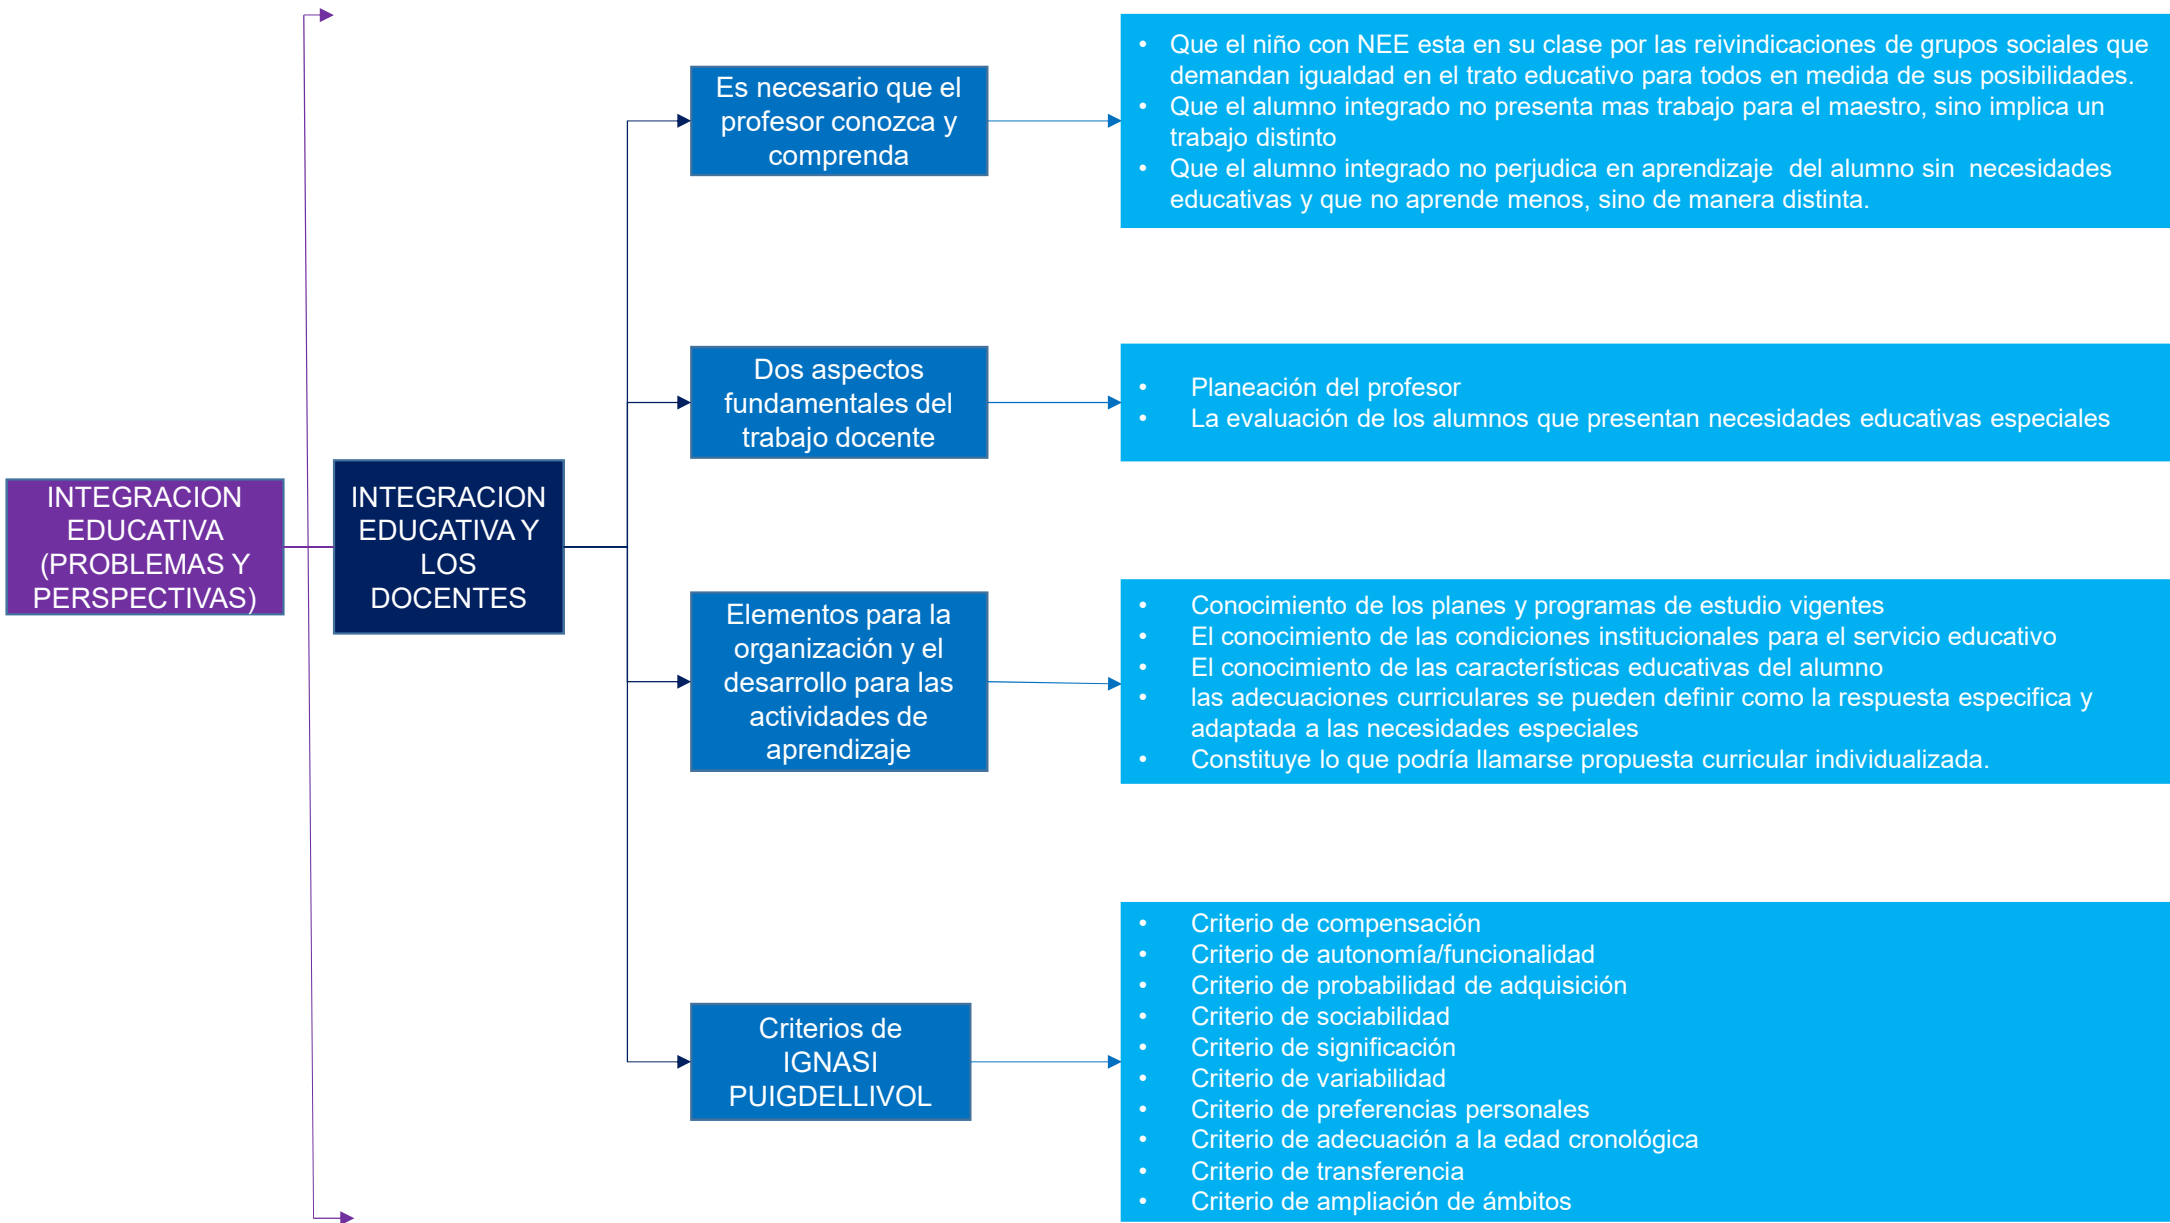 INTEGRACION
EDUCATIVA
(PROBLEMAS Y
PERSPECTIVAS)
INTEGRACION
EDUCATIVA Y
LOS
DOCENTES
Es necesario que el
profesor conozca y
comprenda
• Que el niño con NEE esta en su clase por las reivindicaciones de grupos sociales que
demandan igualdad en el trato educativo para todos en medida de sus posibilidades.
• Que el alumno integrado no presenta mas trabajo para el maestro, sino implica un
trabajo distinto
• Que el alumno integrado no perjudica en aprendizaje del alumno sin necesidades
educativas y que no aprende menos, sino de manera distinta.
Dos aspectos
fundamentales del
trabajo docente
• Planeación del profesor
• La evaluación de los alumnos que presentan necesidades educativas especiales
Elementos para la
organización y el
desarrollo para las
actividades de
aprendizaje
• Conocimiento de los planes y programas de estudio vigentes
• El conocimiento de las condiciones institucionales para el servicio educativo
• El conocimiento de las características educativas del alumno
• las adecuaciones curriculares se pueden definir como la respuesta especifica y
adaptada a las necesidades especiales
• Constituye lo que podría llamarse propuesta curricular individualizada.
Criterios de
IGNASI
PUIGDELLIVOL
• Criterio de compensación
• Criterio de autonomía/funcionalidad
• Criterio de probabilidad de adquisición
• Criterio de sociabilidad
• Criterio de significación
• Criterio de variabilidad
• Criterio de preferencias personales
• Criterio de adecuación a la edad cronológica
• Criterio de transferencia
• Criterio de ampliación de ámbitos